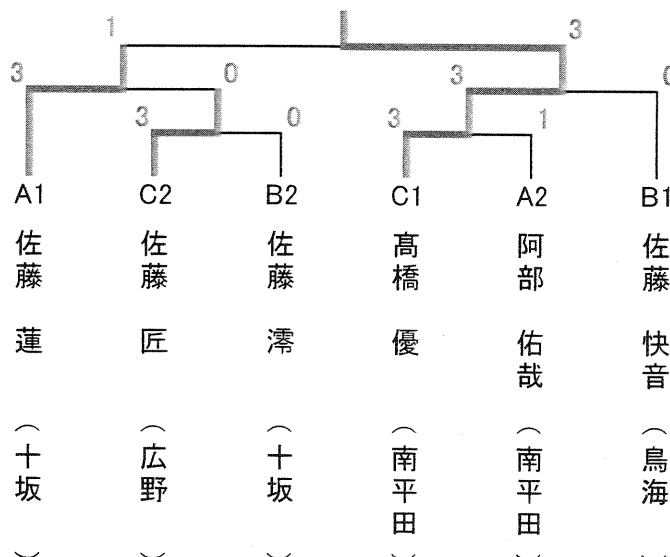 1 3
3 0 3 0
3 0 3 1
A1 C2 B2 C1 A2 B1
佐藤 蓮 (十坂)
佐藤 匠 (広野)
佐藤 澪 (十坂)
髙橋 優 (南平田)
阿部 佑哉 (南平田)
佐藤 快音 (鳥海)